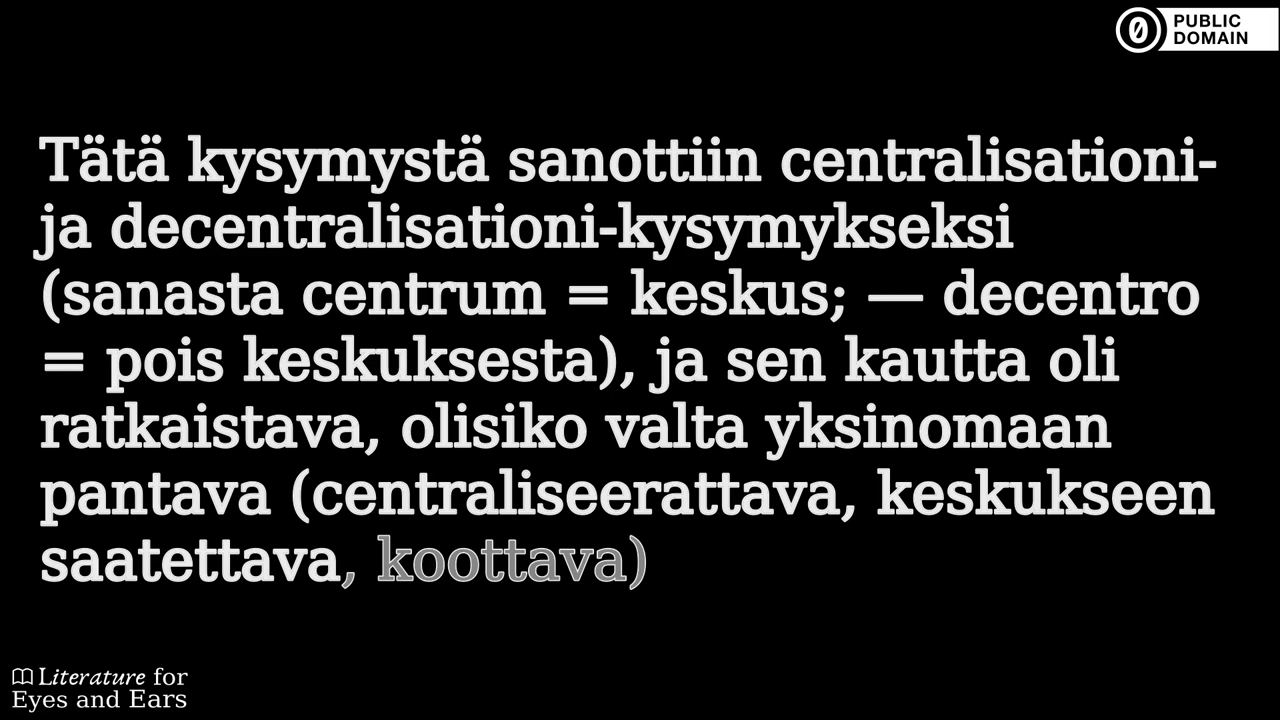 PUBLIC
DOMAIN
Tätä kysymystä sanottiin centralisationi-
ja decentralisationi-kysymykseksi
(sanasta centrum = keskus; — decentro
= pois keskuksesta), ja sen kautta oli
ratkaistava, olisiko valta yksinomaan
pantava (centraliseerattava, keskukseen
saatettava, koottava)
Literature for
Eyes and Ears